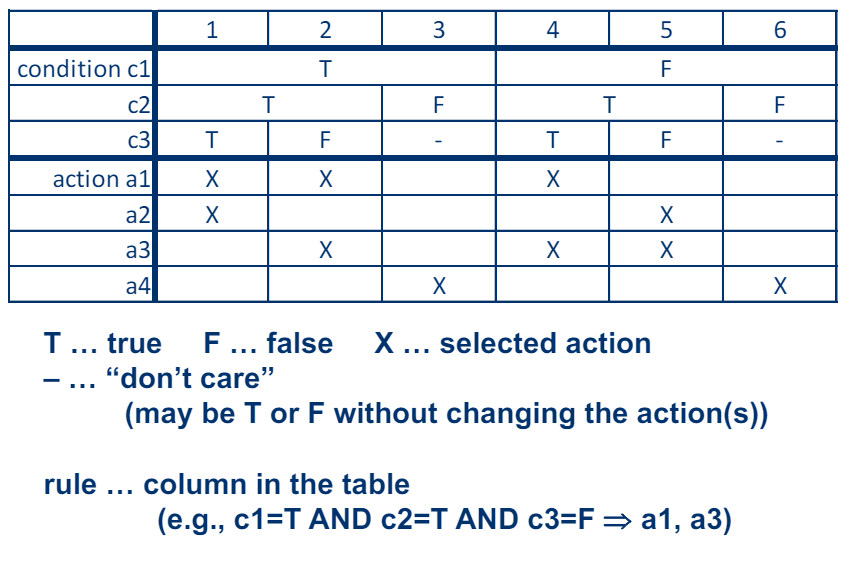 1 2 3 4 5 6
condition c1 T F
c2 T F T F
c3 T F - T F -
action a1 X X X
a2 X X
a3 X X X
a4 X X
T … true F … false X … selected action
– … “don’t care”
(may be T or F without changing the action(s))
rule … column in the table
(e.g., c1=T AND c2=T AND c3=F ⇒ a1, a3)